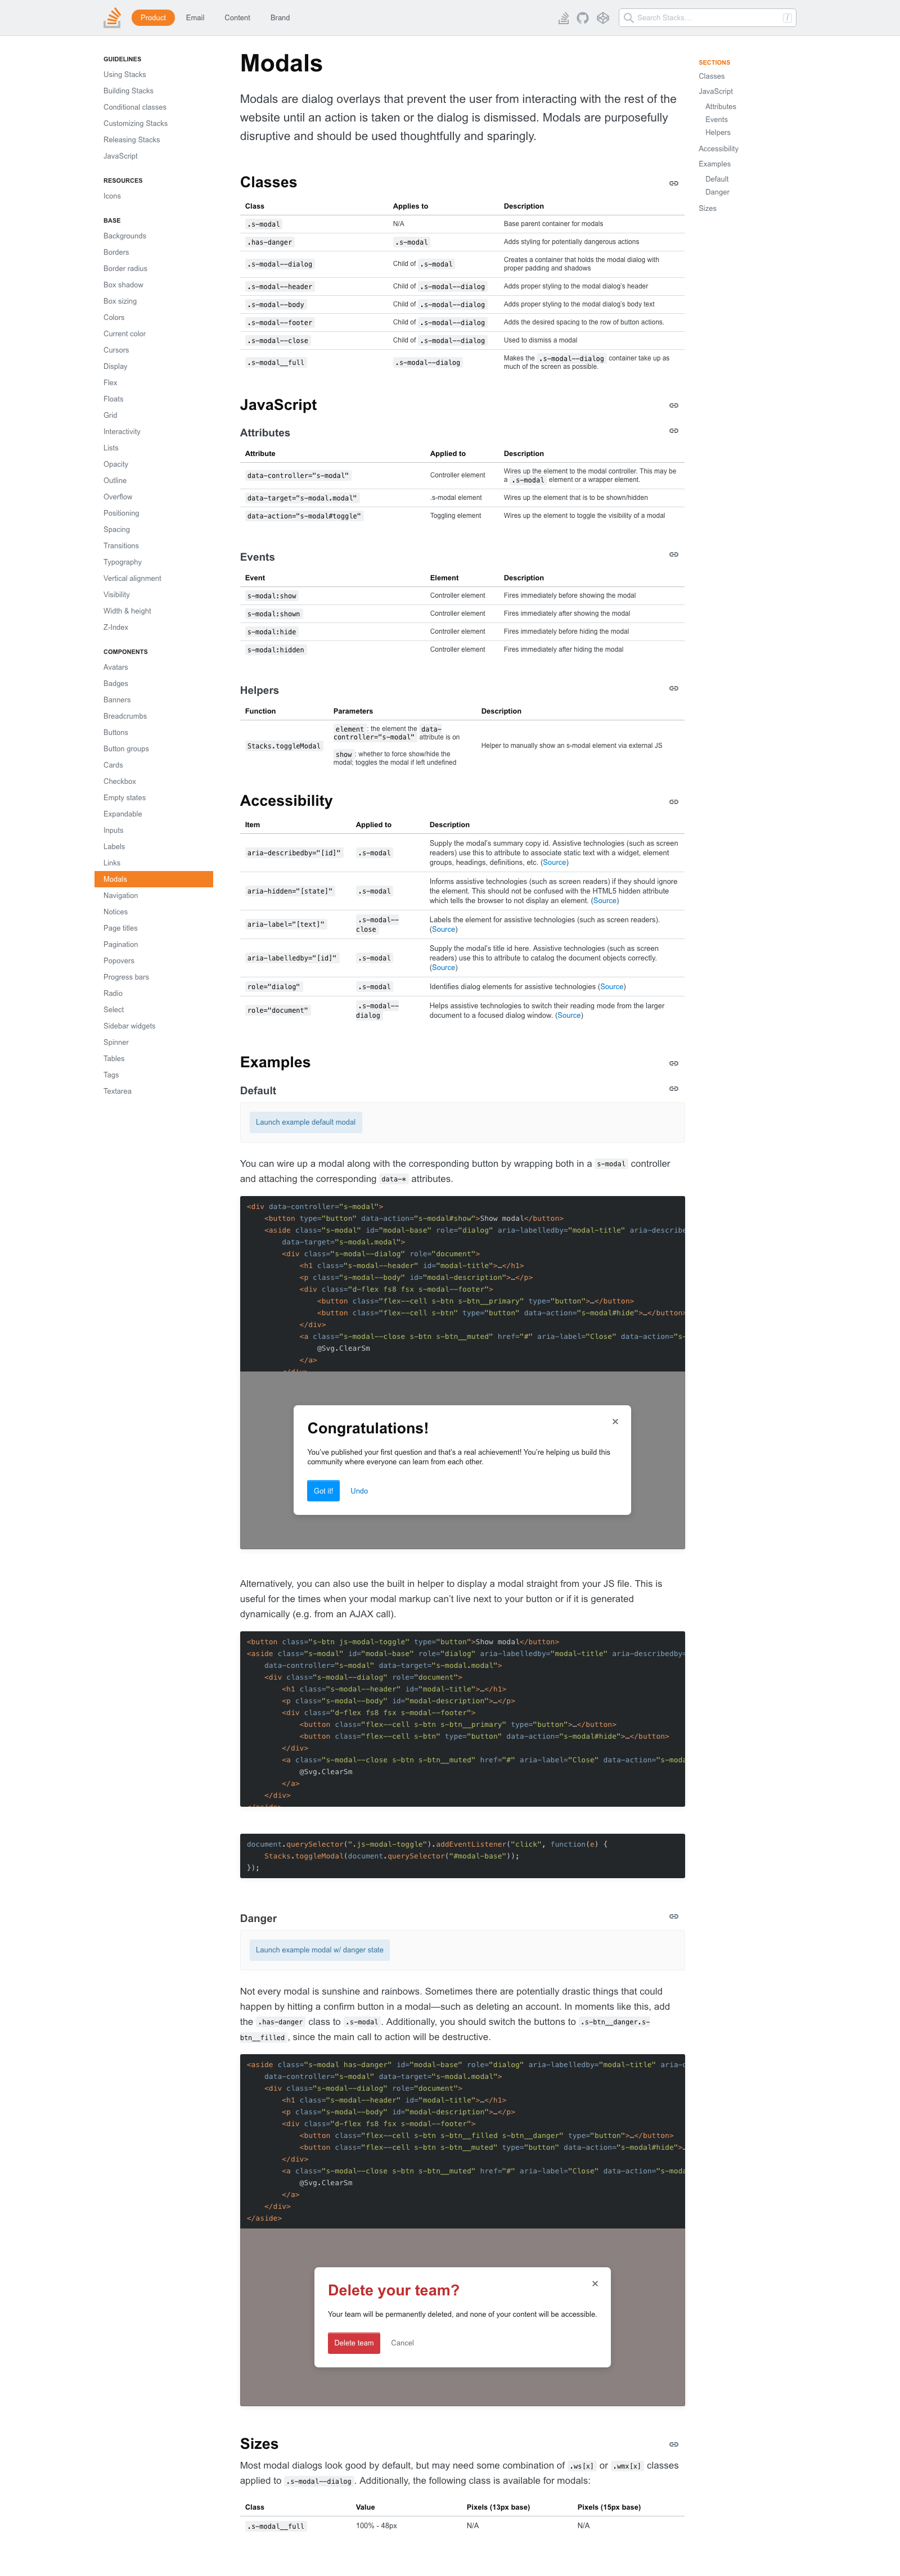 Product Email Content Brand Search Stacks… /
GUIDELINES
Using Stacks
Building Stacks
Conditional classes
Customizing Stacks
Releasing Stacks
JavaScript
RESOURCES
Icons
BASE
Backgrounds
Borders
Border radius
Box shadow
Box sizing
Colors
Current color
Cursors
Display
Flex
Floats
Grid
Interactivity
Lists
Opacity
Outline
Overflow
Positioning
Spacing
Transitions
Typography
Vertical alignment
Visibility
Width & height
Z-Index
COMPONENTS
Avatars
Badges
Banners
Breadcrumbs
Buttons
Button groups
Cards
Checkbox
Empty states
Expandable
Inputs
Labels
Links
Modals
Navigation
Notices
Page titles
Pagination
Popovers
Progress bars
Radio
Select
Sidebar widgets
Spinner
Tables
Tags
Textarea
Modals
Modals are dialog overlays that prevent the user from interacting with the rest of the
website until an action is taken or the dialog is dismissed. Modals are purposefully
disruptive and should be used thoughtfully and sparingly.
Classes
Class Applies to Description
.s-modal N/A Base parent container for modals
.has-danger .s-modal Adds styling for potentially dangerous actions
.s-modal--dialog Child of .s-modal Creates a container that holds the modal dialog with
proper padding and shadows
.s-modal--header Child of .s-modal--dialog Adds proper styling to the modal dialog's header
.s-modal--body Child of .s-modal--dialog Adds proper styling to the modal dialog's body text
.s-modal--footer Child of .s-modal--dialog Adds the desired spacing to the row of button actions.
.s-modal--close Child of .s-modal--dialog Used to dismiss a modal
.s-modal__full .s-modal--dialog Makes the .s-modal--dialog container take up as
much of the screen as possible.
JavaScript
Attributes
Attribute Applied to Description
data-controller="s-modal" Controller element Wires up the element to the modal controller. This may be
a .s-modal element or a wrapper element.
data-target="s-modal.modal" .s-modal element Wires up the element that is to be shown/hidden
data-action="s-modal#toggle" Toggling element Wires up the element to toggle the visibility of a modal
Events
Event Element Description
s-modal:show Controller element Fires immediately before showing the modal
s-modal:shown Controller element Fires immediately after showing the modal
s-modal:hide Controller element Fires immediately before hiding the modal
s-modal:hidden Controller element Fires immediately after hiding the modal
Helpers
Function Parameters Description
Stacks.toggleModal element : the element the data-
controller="s-modal" attribute is on
show : whether to force show/hide the
modal; toggles the modal if left undefined
Helper to manually show an s-modal element via external JS
Accessibility
Item Applied to Description
aria-describedby="[id]" .s-modal Supply the modal's summary copy id. Assistive technologies (such as screen
readers) use this to attribute to associate static text with a widget, element
groups, headings, definitions, etc. (Source)
aria-hidden="[state]" .s-modal Informs assistive technologies (such as screen readers) if they should ignore
the element. This should not be confused with the HTML5 hidden attribute
which tells the browser to not display an element. (Source)
aria-label="[text]" .s-modal--
close Labels the element for assistive technologies (such as screen readers).
(Source)
aria-labelledby="[id]" .s-modal Supply the modal's title id here. Assistive technologies (such as screen
readers) use this to attribute to catalog the document objects correctly.
(Source)
role="dialog" .s-modal Identifies dialog elements for assistive technologies (Source)
role="document" .s-modal--
dialog Helps assistive technologies to switch their reading mode from the larger
document to a focused dialog window. (Source)
Examples
Default
Launch example default modal
You can wire up a modal along with the corresponding button by wrapping both in a s-modal controller
and attaching the corresponding data-* attributes.
<div data-controller="s-modal">
<button type="button" data-action="s-modal#show">Show modal</button>
<aside class="s-modal" id="modal-base" role="dialog" aria-labelledby="modal-title" aria-describe
data-target="s-modal.modal">
<div class="s-modal--dialog" role="document">
<h1 class="s-modal--header" id="modal-title">…</h1>
<p class="s-modal--body" id="modal-description">…</p>
<div class="d-flex fs8 fsx s-modal--footer">
<button class="flex--cell s-btn s-btn__primary" type="button">…</button>
<button class="flex--cell s-btn" type="button" data-action="s-modal#hide">…</button>
</div>
<a class="s-modal--close s-btn s-btn__muted" href="#" aria-label="Close" data-action="s-
@Svg.ClearSm
</a>
</div>
Congratulations!
You've published your first question and that's a real achievement! You're helping us build this
community where everyone can learn from each other.
Got it! Undo
Alternatively, you can also use the built in helper to display a modal straight from your JS file. This is
useful for the times when your modal markup can't live next to your button or if it is generated
dynamically (e.g. from an AJAX call).
<button class="s-btn js-modal-toggle" type="button">Show modal</button>
<aside class="s-modal" id="modal-base" role="dialog" aria-labelledby="modal-title" aria-describedby=
data-controller="s-modal" data-target="s-modal.modal">
<div class="s-modal--dialog" role="document">
<h1 class="s-modal--header" id="modal-title">…</h1>
<p class="s-modal--body" id="modal-description">…</p>
<div class="d-flex fs8 fsx s-modal--footer">
<button class="flex--cell s-btn s-btn__primary" type="button">…</button>
<button class="flex--cell s-btn" type="button" data-action="s-modal#hide">…</button>
</div>
<a class="s-modal--close s-btn s-btn__muted" href="#" aria-label="Close" data-action="s-moda
@Svg.ClearSm
</a>
</div>
</aside>
document.querySelector(".js-modal-toggle").addEventListener("click", function(e) {
Stacks.toggleModal(document.querySelector("#modal-base"));
});
Danger
Launch example modal w/ danger state
Not every modal is sunshine and rainbows. Sometimes there are potentially drastic things that could
happen by hitting a confirm button in a modal—such as deleting an account. In moments like this, add
the .has-danger class to .s-modal. Additionally, you should switch the buttons to .s-btn__danger.s-
btn__filled, since the main call to action will be destructive.
<aside class="s-modal has-danger" id="modal-base" role="dialog" aria-labelledby="modal-title" aria-d
data-controller="s-modal" data-target="s-modal.modal">
<div class="s-modal--dialog" role="document">
<h1 class="s-modal--header" id="modal-title">…</h1>
<p class="s-modal--body" id="modal-description">…</p>
<div class="d-flex fs8 fsx s-modal--footer">
<button class="flex--cell s-btn s-btn__filled s-btn__danger" type="button">…</button>
<button class="flex--cell s-btn s-btn__muted" type="button" data-action="s-modal#hide">…
</div>
<a class="s-modal--close s-btn s-btn__muted" href="#" aria-label="Close" data-action="s-moda
@Svg.ClearSm
</a>
</div>
</aside>
Delete your team?
Your team will be permanently deleted, and none of your content will be accessible.
Delete team Cancel
Sizes
Most modal dialogs look good by default, but may need some combination of .ws[x] or .wmx[x] classes
applied to .s-modal--dialog. Additionally, the following class is available for modals:
Class Value Pixels (13px base) Pixels (15px base)
.s-modal__full 100% - 48px N/A N/A
SECTIONS
Classes
JavaScript
Attributes
Events
Helpers
Accessibility
Examples
Default
Danger
Sizes